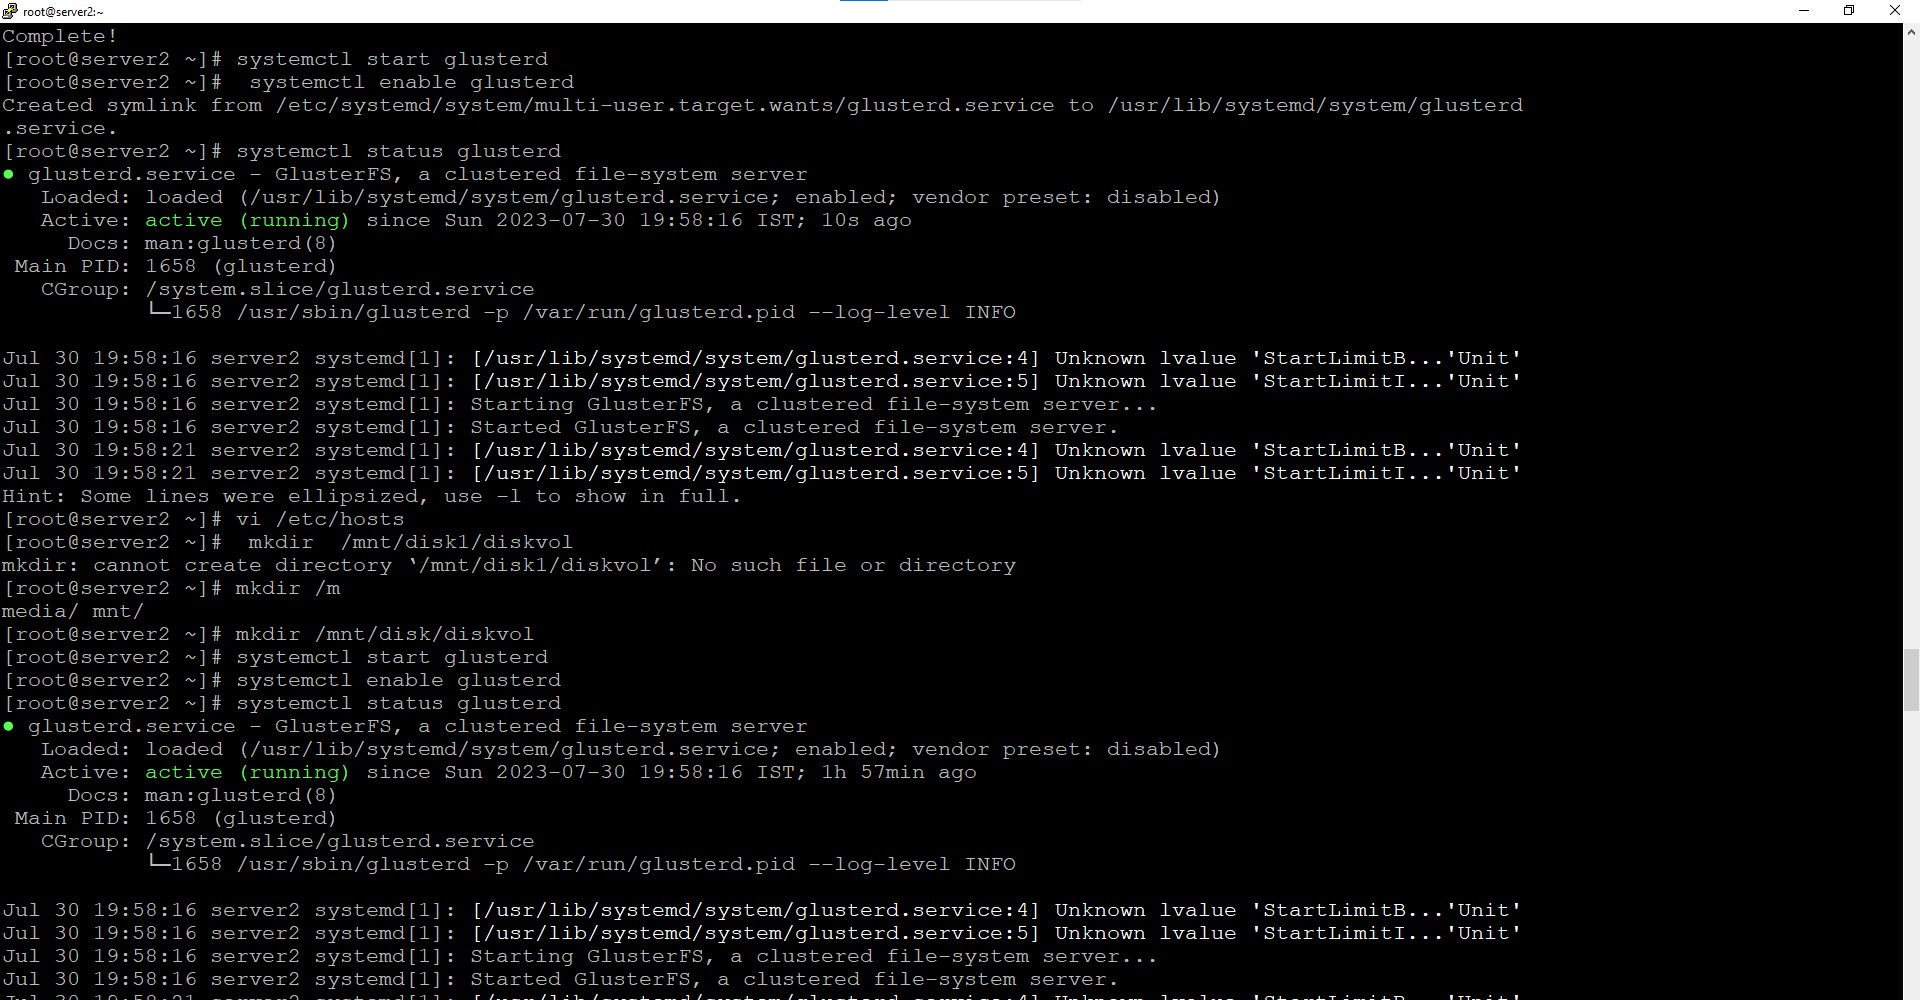 root@server2:~
Complete!
[root@server2 ~]# systemctl start glusterd
[root@server2 ~]#  systemctl enable glusterd
Created symlink from /etc/systemd/system/multi-user.target.wants/glusterd.service to /usr/lib/systemd/system/glusterd
.service.
[root@server2 ~]# systemctl status glusterd
● glusterd.service - GlusterFS, a clustered file-system server
   Loaded: loaded (/usr/lib/systemd/system/glusterd.service; enabled; vendor preset: disabled)
   Active: active (running) since Sun 2023-07-30 19:58:16 IST; 10s ago
     Docs: man:glusterd(8)
 Main PID: 1658 (glusterd)
   CGroup: /system.slice/glusterd.service
           └─1658 /usr/sbin/glusterd -p /var/run/glusterd.pid --log-level INFO
Jul 30 19:58:16 server2 systemd[1]: [/usr/lib/systemd/system/glusterd.service:4] Unknown lvalue 'StartLimitB...'Unit'
Jul 30 19:58:16 server2 systemd[1]: [/usr/lib/systemd/system/glusterd.service:5] Unknown lvalue 'StartLimitI...'Unit'
Jul 30 19:58:16 server2 systemd[1]: Starting GlusterFS, a clustered file-system server...
Jul 30 19:58:16 server2 systemd[1]: Started GlusterFS, a clustered file-system server.
Jul 30 19:58:21 server2 systemd[1]: [/usr/lib/systemd/system/glusterd.service:4] Unknown lvalue 'StartLimitB...'Unit'
Jul 30 19:58:21 server2 systemd[1]: [/usr/lib/systemd/system/glusterd.service:5] Unknown lvalue 'StartLimitI...'Unit'
Hint: Some lines were ellipsized, use -l to show in full.
[root@server2 ~]# vi /etc/hosts
[root@server2 ~]#  mkdir  /mnt/disk1/diskvol
mkdir: cannot create directory ‘/mnt/disk1/diskvol’: No such file or directory
[root@server2 ~]# mkdir /m
media/ mnt/
[root@server2 ~]# mkdir /mnt/disk/diskvol
[root@server2 ~]# systemctl start glusterd
[root@server2 ~]# systemctl enable glusterd
[root@server2 ~]# systemctl status glusterd
● glusterd.service - GlusterFS, a clustered file-system server
   Loaded: loaded (/usr/lib/systemd/system/glusterd.service; enabled; vendor preset: disabled)
   Active: active (running) since Sun 2023-07-30 19:58:16 IST; 1h 57min ago
     Docs: man:glusterd(8)
 Main PID: 1658 (glusterd)
   CGroup: /system.slice/glusterd.service
           └─1658 /usr/sbin/glusterd -p /var/run/glusterd.pid --log-level INFO
Jul 30 19:58:16 server2 systemd[1]: [/usr/lib/systemd/system/glusterd.service:4] Unknown lvalue 'StartLimitB...'Unit'
Jul 30 19:58:16 server2 systemd[1]: [/usr/lib/systemd/system/glusterd.service:5] Unknown lvalue 'StartLimitI...'Unit'
Jul 30 19:58:16 server2 systemd[1]: Starting GlusterFS, a clustered file-system server...
Jul 30 19:58:16 server2 systemd[1]: Started GlusterFS, a clustered file-system server.